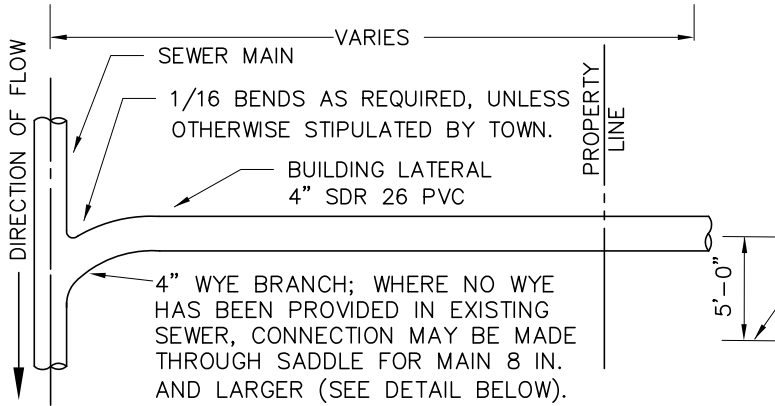 VARIES
SEWER MAIN
1/16 BENDS AS REQUIRED, UNLESS
OTHERWISE STIPULATED BY TOWN.
DIRECTION OF FLOW
PROPERTY
LINE
BUILDING LATERAL
4" SDR 26 PVC
4" WYE BRANCH; WHERE NO WYE
HAS BEEN PROVIDED IN EXISTING
SEWER, CONNECTION MAY BE MADE
THROUGH SADDLE FOR MAIN 8 IN.
AND LARGER (SEE DETAIL BELOW).
5'-0"